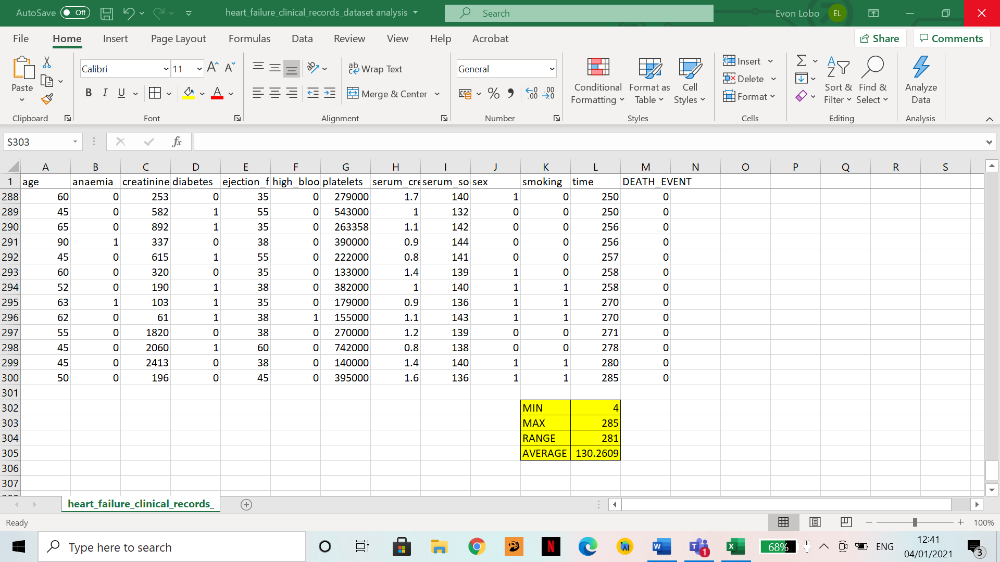 AutoSave Off heart_failure_clinical_records_dataset analysis Search Evon Lobo EL
File Home Insert Page Layout Formulas Data Review View Help Acrobat Share Comments
Calibri 11 Wrap Text General Insert
Paste Merge & Center Conditional Formatting Format as Table Cell Styles Delete Sort & Filter Find & Select Analyze Data
Format
Clipboard Font Alignment Number Styles Cells Editing Analysis
S303 fx
A B C D E F G H I J K L M N O P Q R S
1 age anaemia creatinine_ diabetes ejection_fr high_bloo platelets serum_cre serum_so sex smoking time DEATH_EVENT
288 60 0 253 0 35 0 279000 1.7 140 1 0 250 0
289 45 0 582 1 55 0 543000 1 132 0 0 250 0
290 65 0 892 1 35 0 263358 1.1 142 0 0 256 0
291 90 1 337 0 38 0 390000 0.9 144 0 0 256 0
292 45 0 615 1 55 0 222000 0.8 141 0 0 257 0
293 60 0 320 0 35 0 133000 1.4 139 1 0 258 0
294 52 0 190 1 38 0 382000 1 140 1 1 258 0
295 63 1 103 1 35 0 179000 0.9 136 1 1 270 0
296 62 0 61 1 38 1 155000 1.1 143 1 1 270 0
297 55 0 1820 0 38 0 270000 1.2 139 0 0 271 0
298 45 0 2060 1 60 0 742000 0.8 138 0 0 278 0
299 45 0 2413 0 38 0 140000 1.4 140 1 1 280 0
300 50 0 196 0 45 0 395000 1.6 136 1 1 285 0
301
302 MIN 4
303 MAX 285
304 RANGE 281
305 AVERAGE 130.2609
306
307
heart_failure_clinical_records_
Ready 100%
Type here to search 68% ENG 12:41
04/01/2021 3